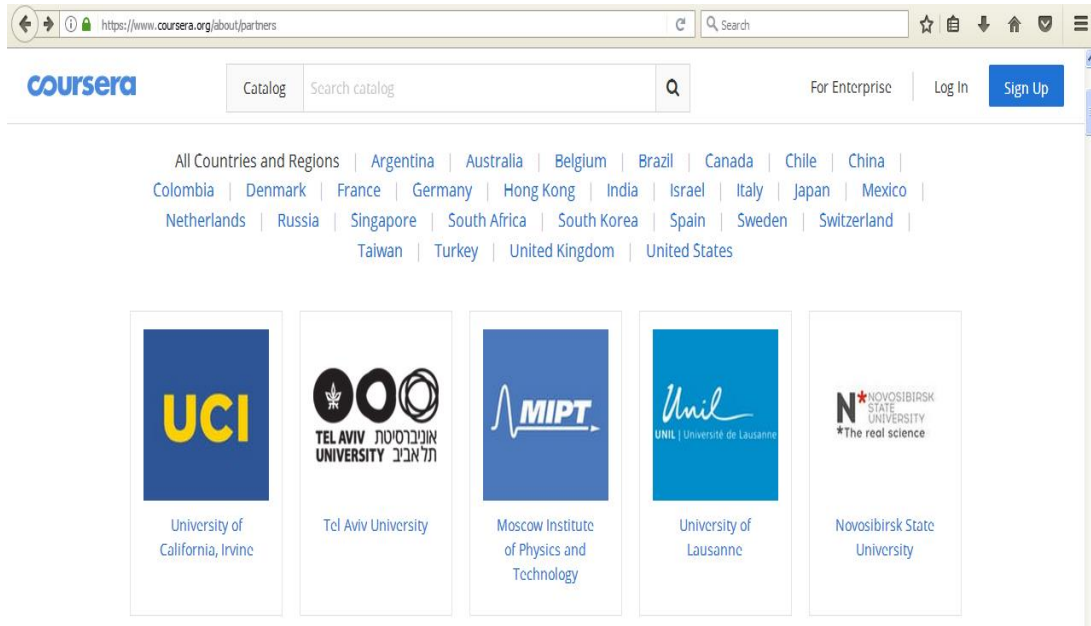 https://www.coursera.org/about/partners
Search
coursera
Catalog
Search catalog
For Enterprise
Log In
Sign Up
All Countries and Regions | Argentina | Australia | Belgium | Brazil | Canada | Chile | China |
Colombia | Denmark | France | Germany | Hong Kong | India | Israel | Italy | Japan | Mexico |
Netherlands | Russia | Singapore | South Africa | South Korea | Spain | Sweden | Switzerland |
Taiwan | Turkey | United Kingdom | United States
UCI
University of
California, Irvine
TEL AVIV אוניברסיטת
UNIVERSITY תל אביב
Tel Aviv University
MIPT
Moscow Institute
of Physics and
Technology
Unil
UNIL | Université de Lausanne
University of
Lausanne
N* NOVOSIBIRSK
STATE
UNIVERSITY
*The real science
Novosibirsk State
University